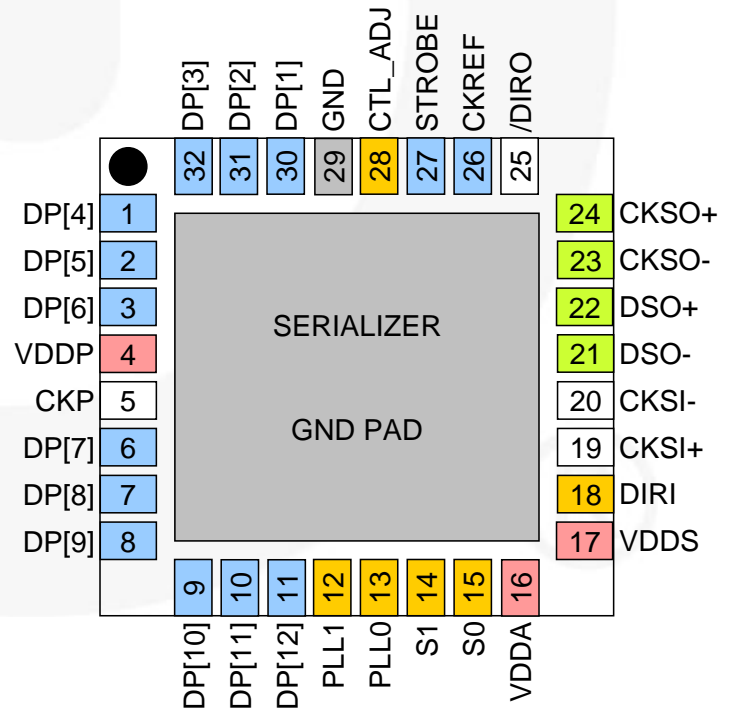 DP[3]
DP[2]
DP[1]
GND
CTL_ADJ
STROBE
CKREF
/DIRO
32
31
30
29
28
27
26
25
DP[4] 1
DP[5] 2
DP[6] 3
VDDP 4
CKP 5
DP[7] 6
DP[8] 7
DP[9] 8
SERIALIZER
GND PAD
24 CKSO+
23 CKSO-
22 DSO+
21 DSO-
20 CKSI-
19 CKSI+
18 DIRI
17 VDDS
9
10
11
12
13
14
15
16
DP[10]
DP[11]
DP[12]
PLL1
PLL0
S1
S0
VDDA